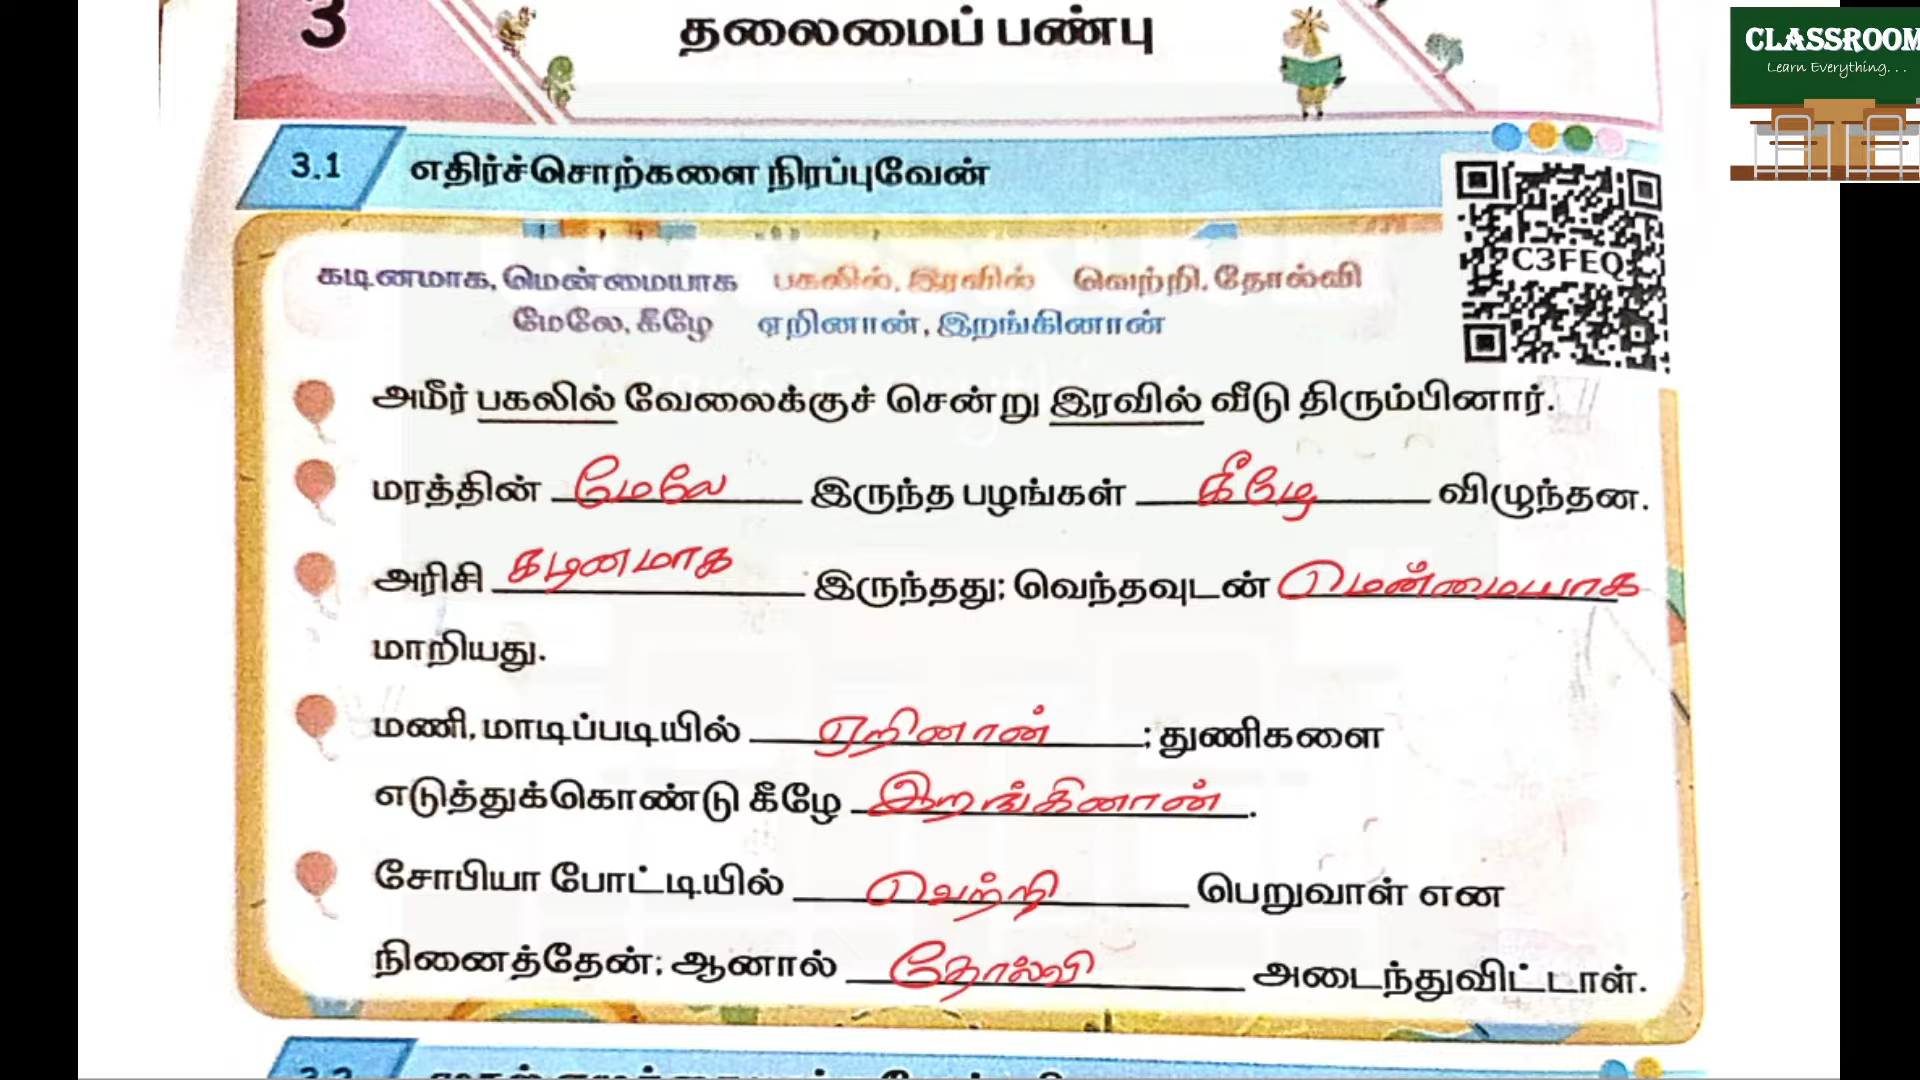 3 தலைமைப் பண்பு
CLASSROOM
Learn Everything. . .
3.1 எதிர்ச்சொற்களை நிரப்புவேன்
C3FEQ
கடினமாக, மென்மையாக பகலில், இரவில் வெற்றி, தோல்வி
மேலே, கீழே ஏறினான், இறங்கினான்
அமீர் பகலில் வேலைக்குச் சென்று இரவில் வீடு திரும்பினார்.
மரத்தின் மேலே இருந்த பழங்கள் கீழே விழுந்தன.
அரிசி கடினமாக இருந்தது; வெந்தவுடன் மென்மையாக
மாறியது.
மணி, மாடிப்படியில் ஏறினான் ; துணிகளை
எடுத்துக்கொண்டு கீழே இறங்கினான்.
சோபியா போட்டியில் வெற்றி பெறுவாள் என
நினைத்தேன்; ஆனால் தோல்வி அடைந்துவிட்டாள்.
3.2